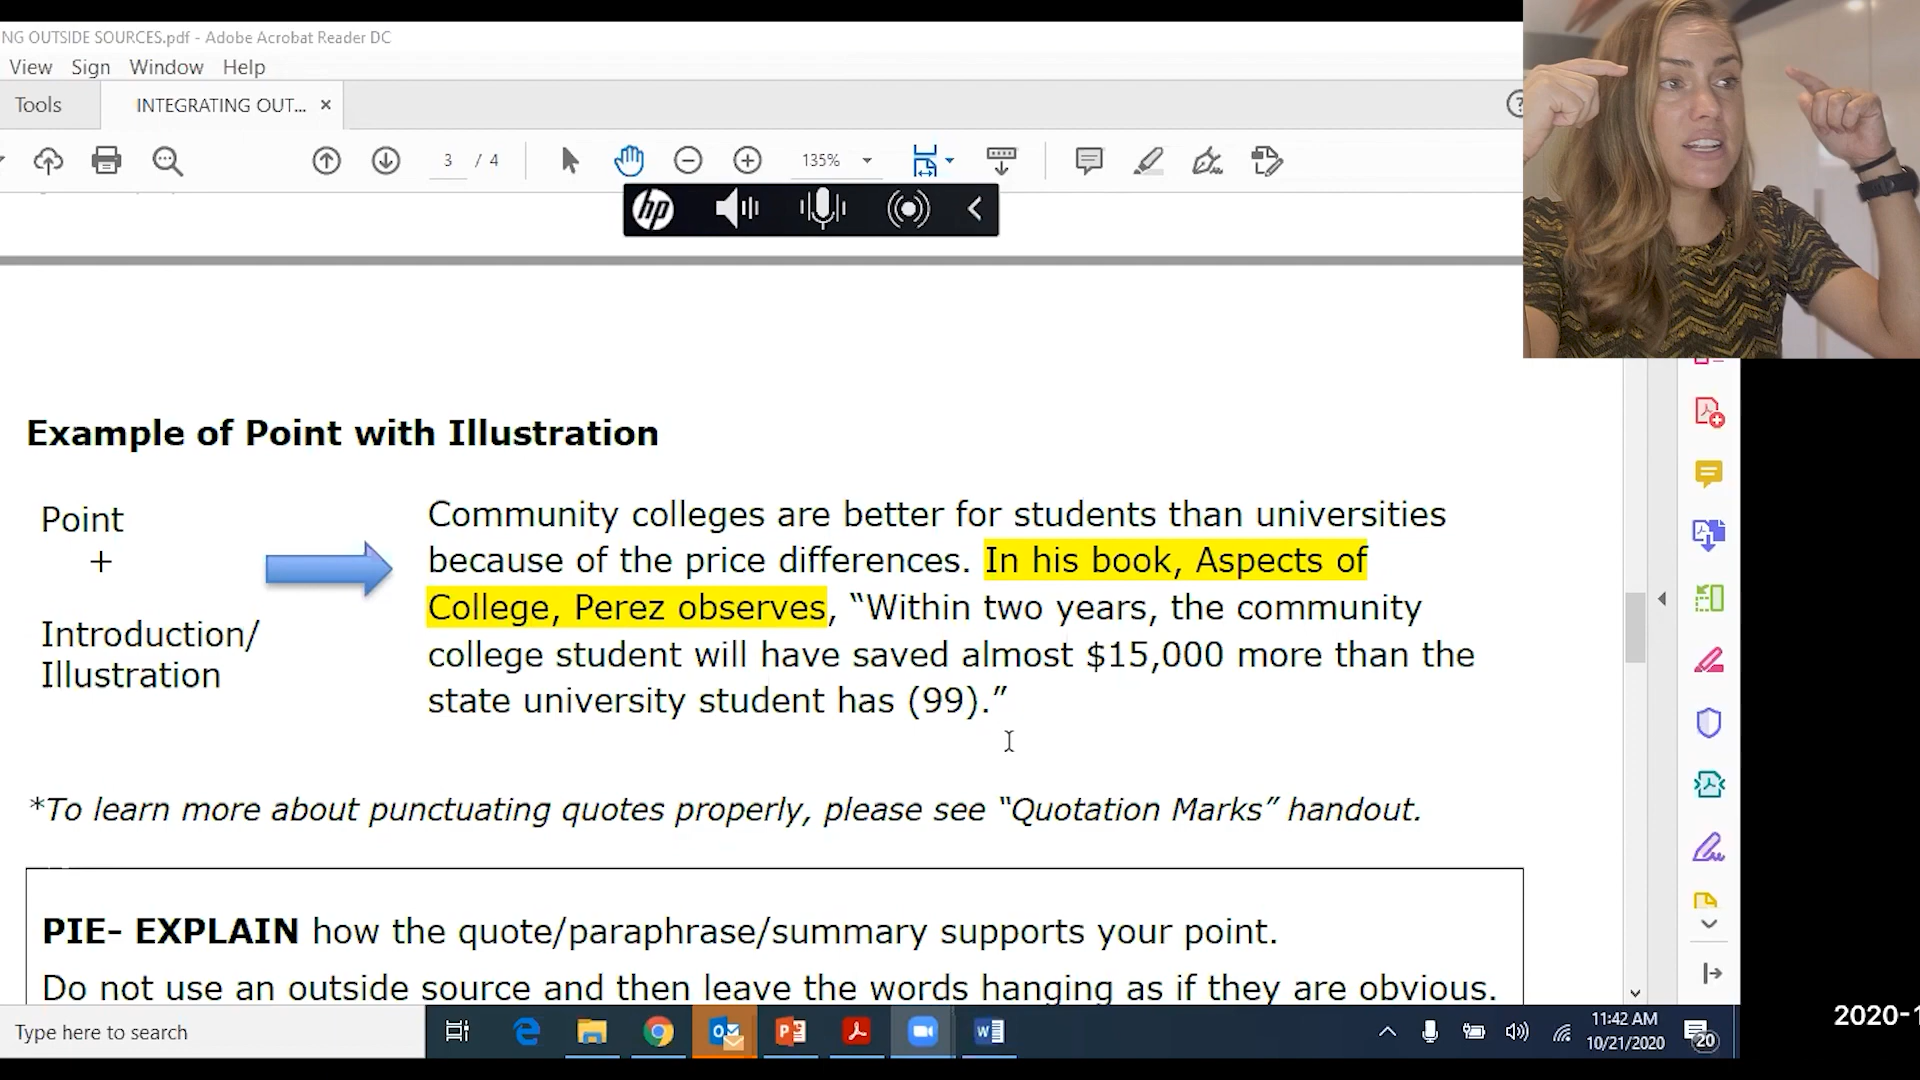 NG OUTSIDE SOURCES.pdf - Adobe Acrobat Reader DC
View Sign Window Help
Tools INTEGRATING OUT... ×
3 / 4 135%
hp
Example of Point with Illustration
Point
+
Introduction/
Illustration
Community colleges are better for students than universities
because of the price differences. In his book, Aspects of
College, Perez observes, “Within two years, the community
college student will have saved almost $15,000 more than the
state university student has (99).”
*To learn more about punctuating quotes properly, please see “Quotation Marks” handout.
PIE- EXPLAIN how the quote/paraphrase/summary supports your point.
Do not use an outside source and then leave the words hanging as if they are obvious.
Type here to search
11:42 AM
10/21/2020
20
2020-1